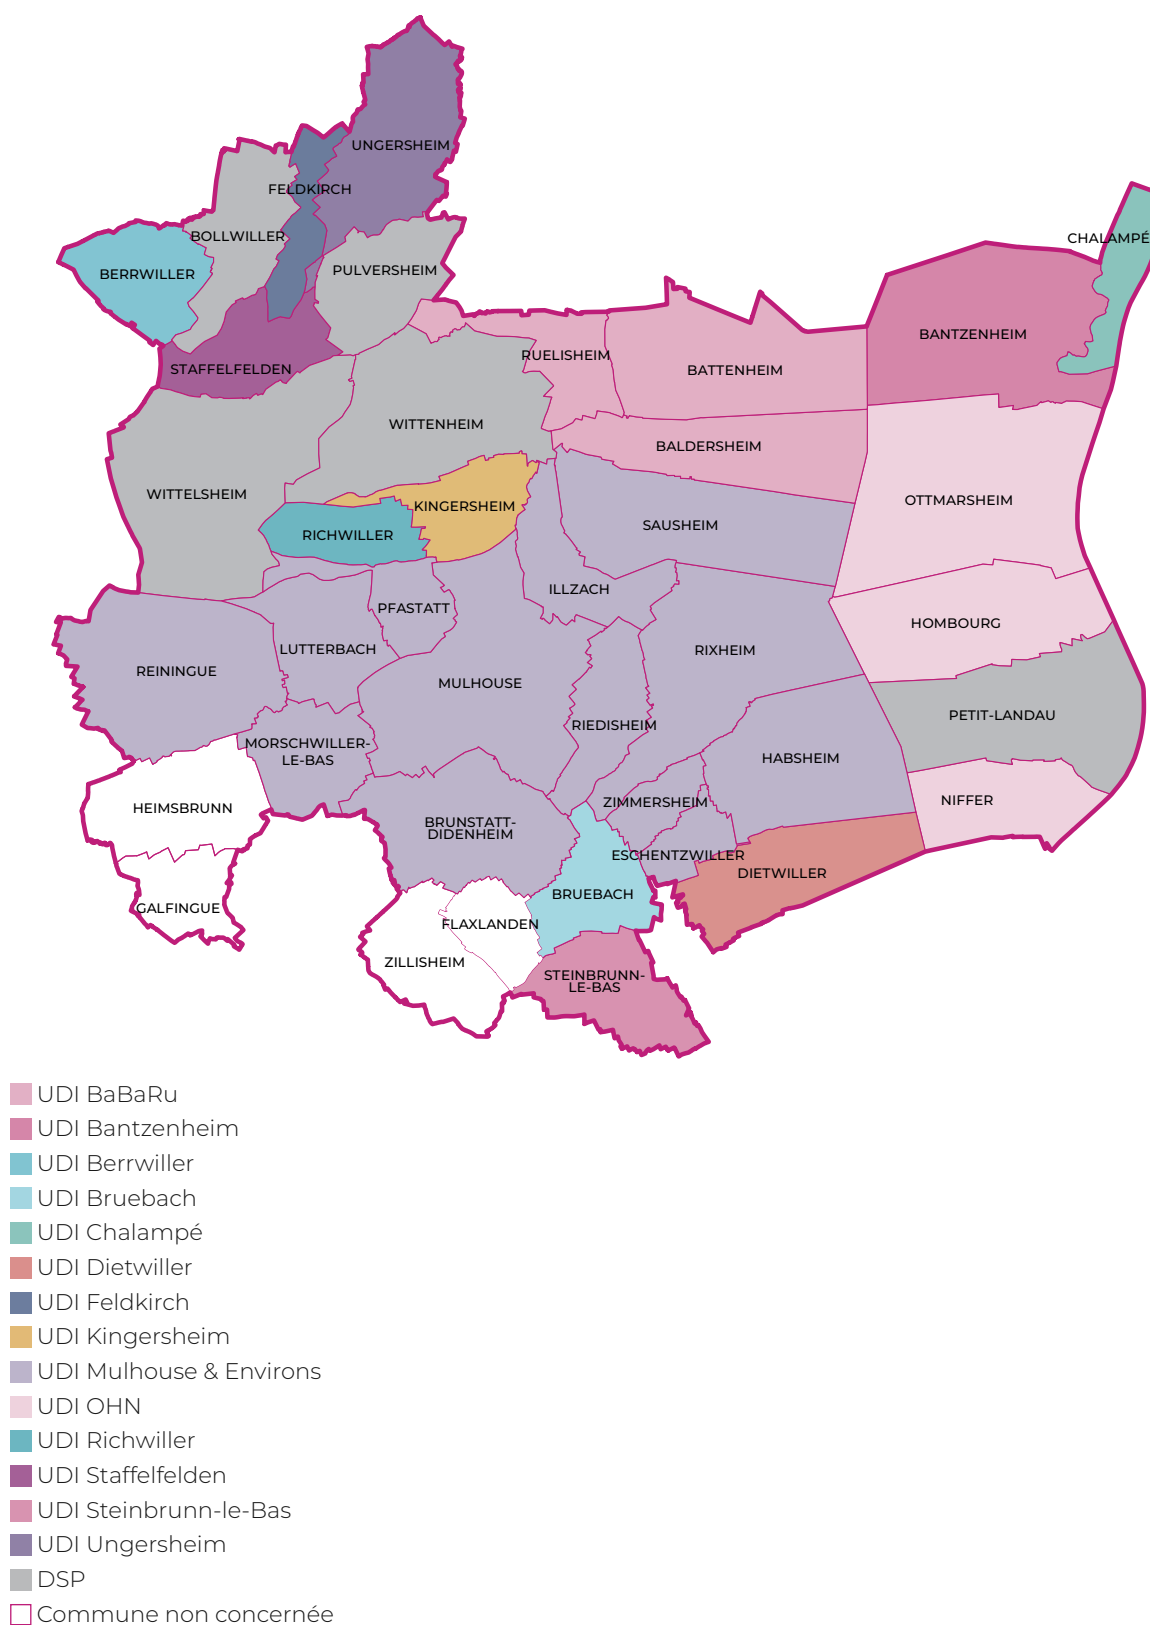 UNGERSHEIM
FELDKIRCH
BOLLWILLER
CHALAMPÉ
BERRWILLER
PULVERSHEIM
BANTZENHEIM
RUELISHEIM
STAFFELFELDEN
BATTENHEIM
WITTENHEIM
BALDERSHEIM
WITTELSHEIM
OTTMARSHEIM
KINGERSHEIM
SAUSHEIM
RICHWILLER
ILLZACH
PFASTATT
HOMBOURG
LUTTERBACH
RIXHEIM
REININGUE
MULHOUSE
PETIT-LANDAU
RIEDISHEIM
MORSCHWILLER-
LE-BAS
HABSHEIM
NIFFER
ZIMMERSHEIM
HEIMSBRUNN
BRUNSTATT-
DIDENHEIM
ESCHENTZWILLER
DIETWILLER
BRUEBACH
GALFINGUE
FLAXLANDEN
ZILLISHEIM
STEINBRUNN-
LE-BAS
UDI BaBaRu
UDI Bantzenheim
UDI Berrwiller
UDI Bruebach
UDI Chalampé
UDI Dietwiller
UDI Feldkirch
UDI Kingersheim
UDI Mulhouse & Environs
UDI OHN
UDI Richwiller
UDI Staffelfelden
UDI Steinbrunn-le-Bas
UDI Ungersheim
DSP
Commune non concernée